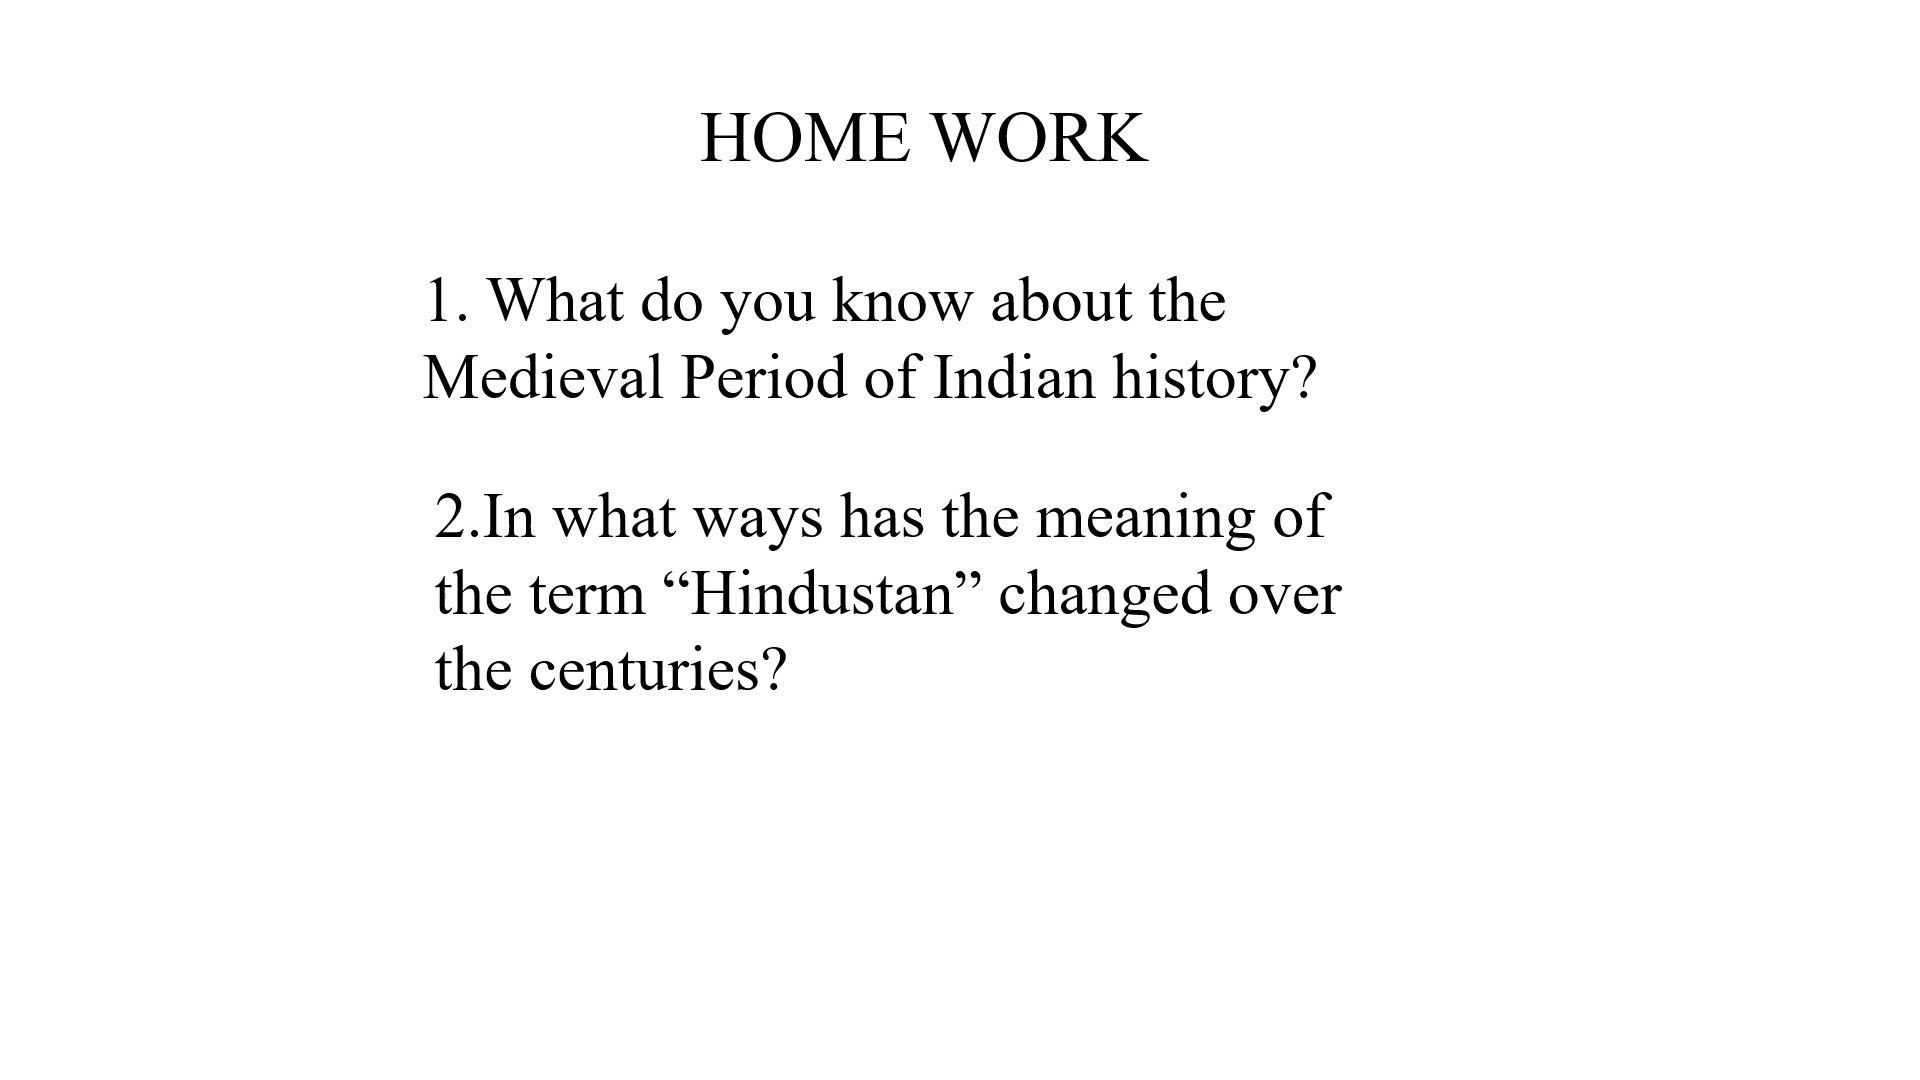 HOME WORK
1. What do you know about the
Medieval Period of Indian history?
2.In what ways has the meaning of
the term “Hindustan” changed over
the centuries?